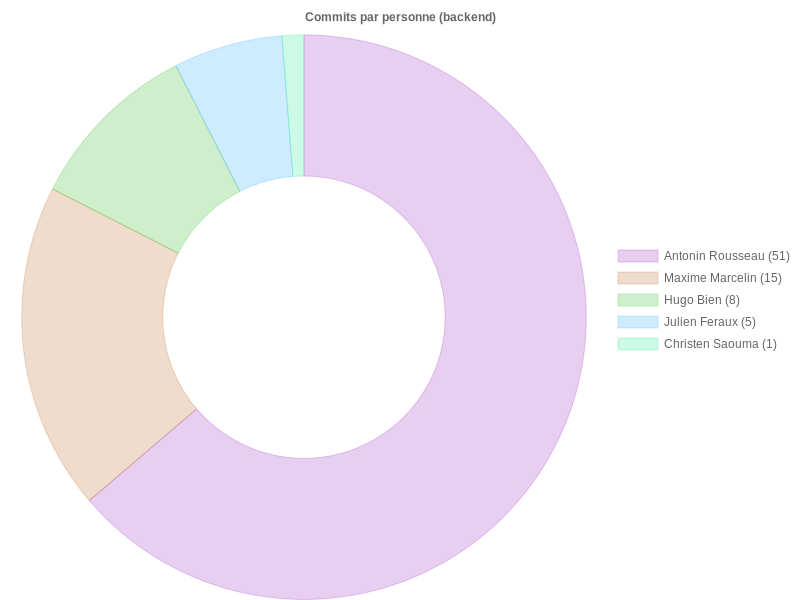 Commits par personne (backend)
Antonin Rousseau (51)
Maxime Marcelin (15)
Hugo Bien (8)
Julien Feraux (5)
Christen Saouma (1)